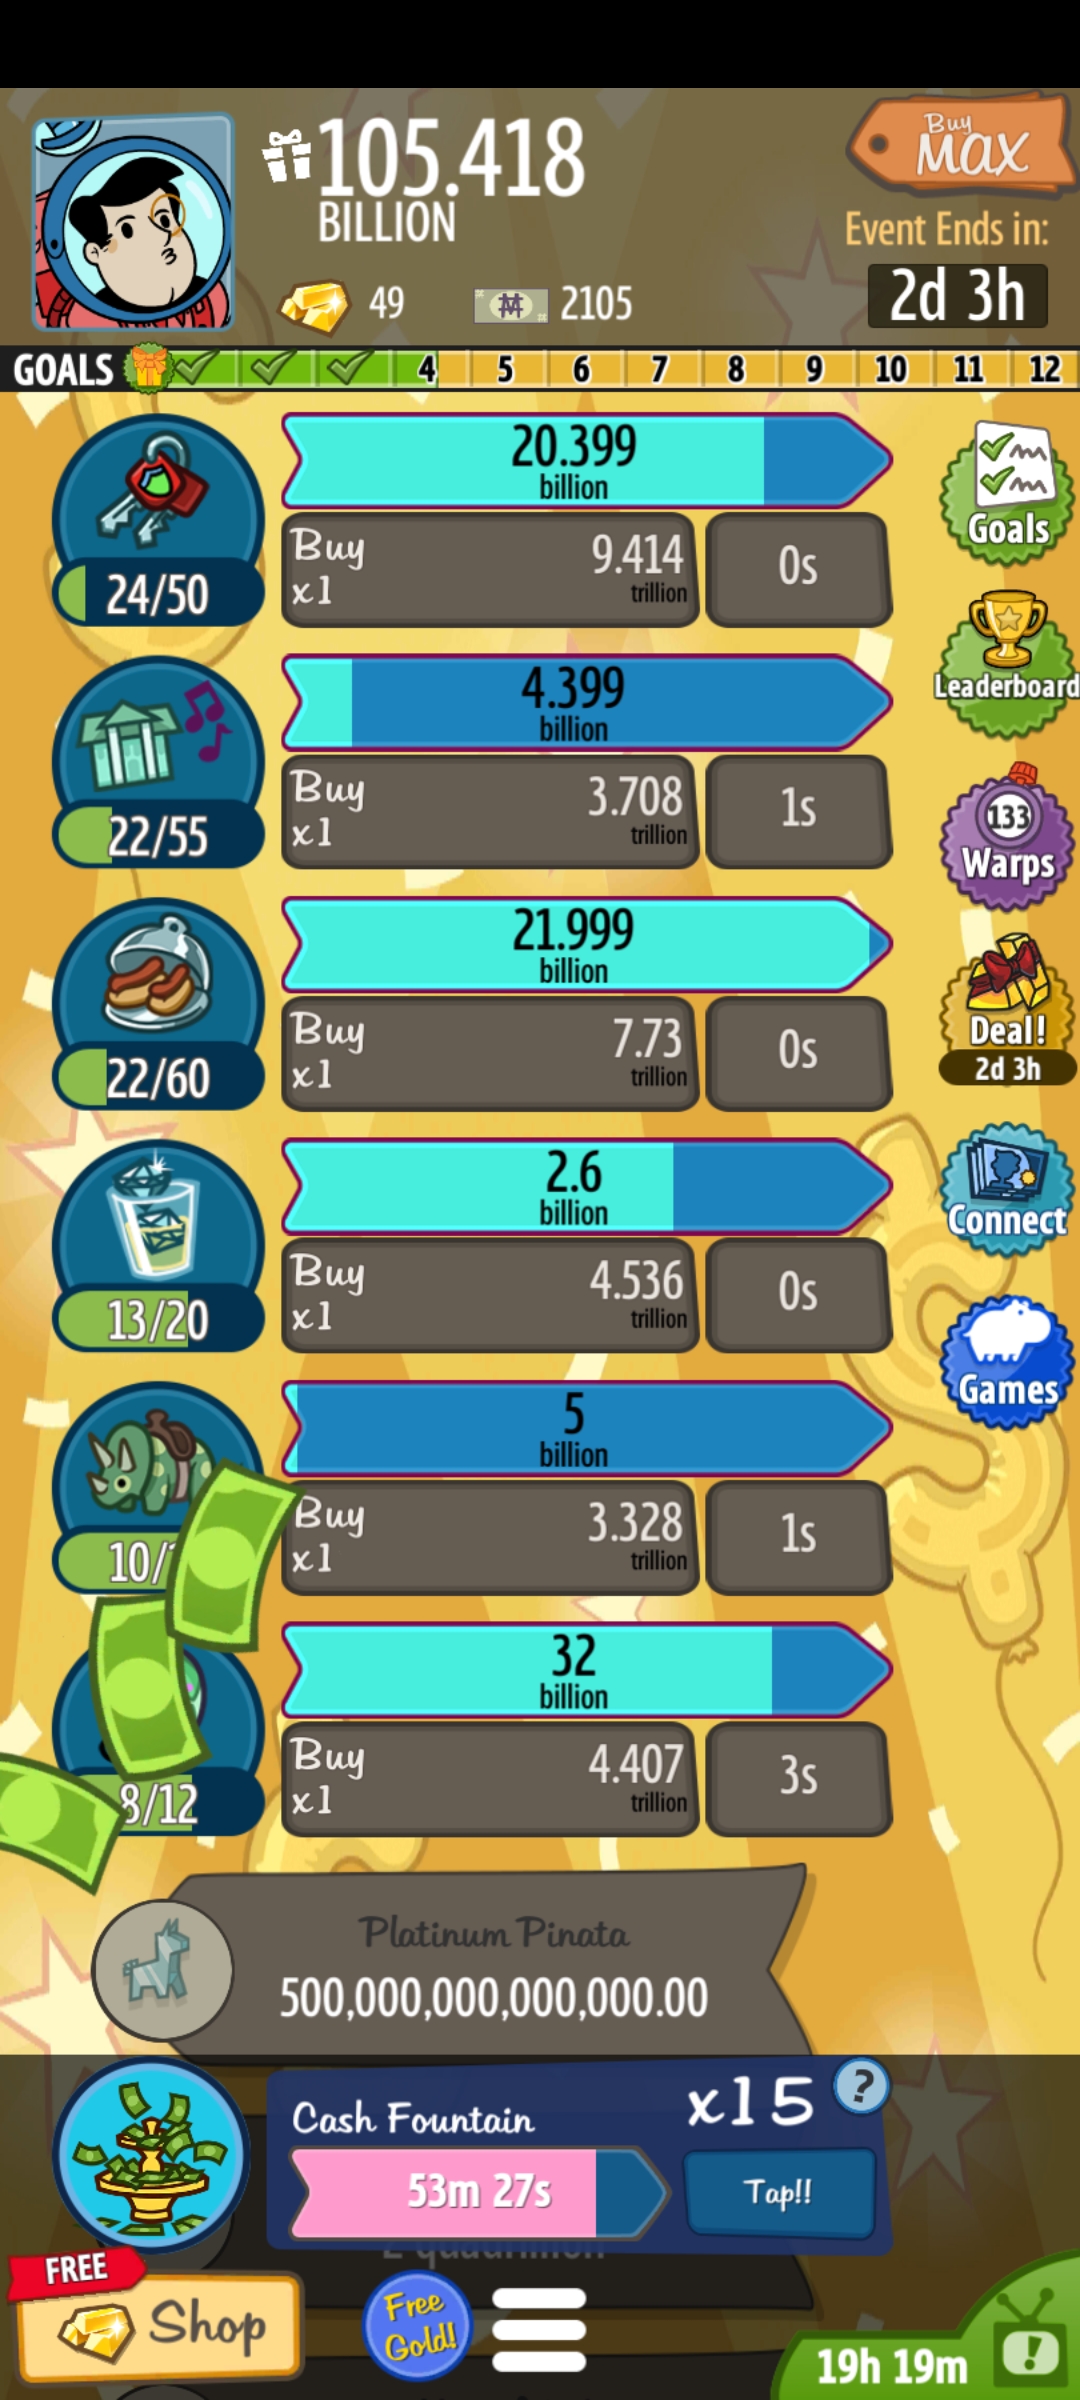 105.418
BILLION
Buy
MAX
Event Ends in:
49
2105
2d 3h
GOALS 4 5 6 7 8 9 10 11 12
20.399
billion
Buy
x1
9.414
trillion
0s
24/50
Goals
4.399
billion
Buy
x1
3.708
trillion
1s
22/55
Leaderboard
133
Warps
21.999
billion
Buy
x1
7.73
trillion
0s
22/60
Deal!
2d 3h
2.6
billion
Buy
x1
4.536
trillion
0s
13/20
Connect
5
billion
Buy
x1
3.328
trillion
1s
10/
Games
32
billion
Buy
x1
4.407
trillion
3s
8/12
Platinum Pinata
500,000,000,000,000.00
Cash Fountain
x15
?
53m 27s
Tap!!
FREE
Shop
Free
Gold!
19h 19m
!